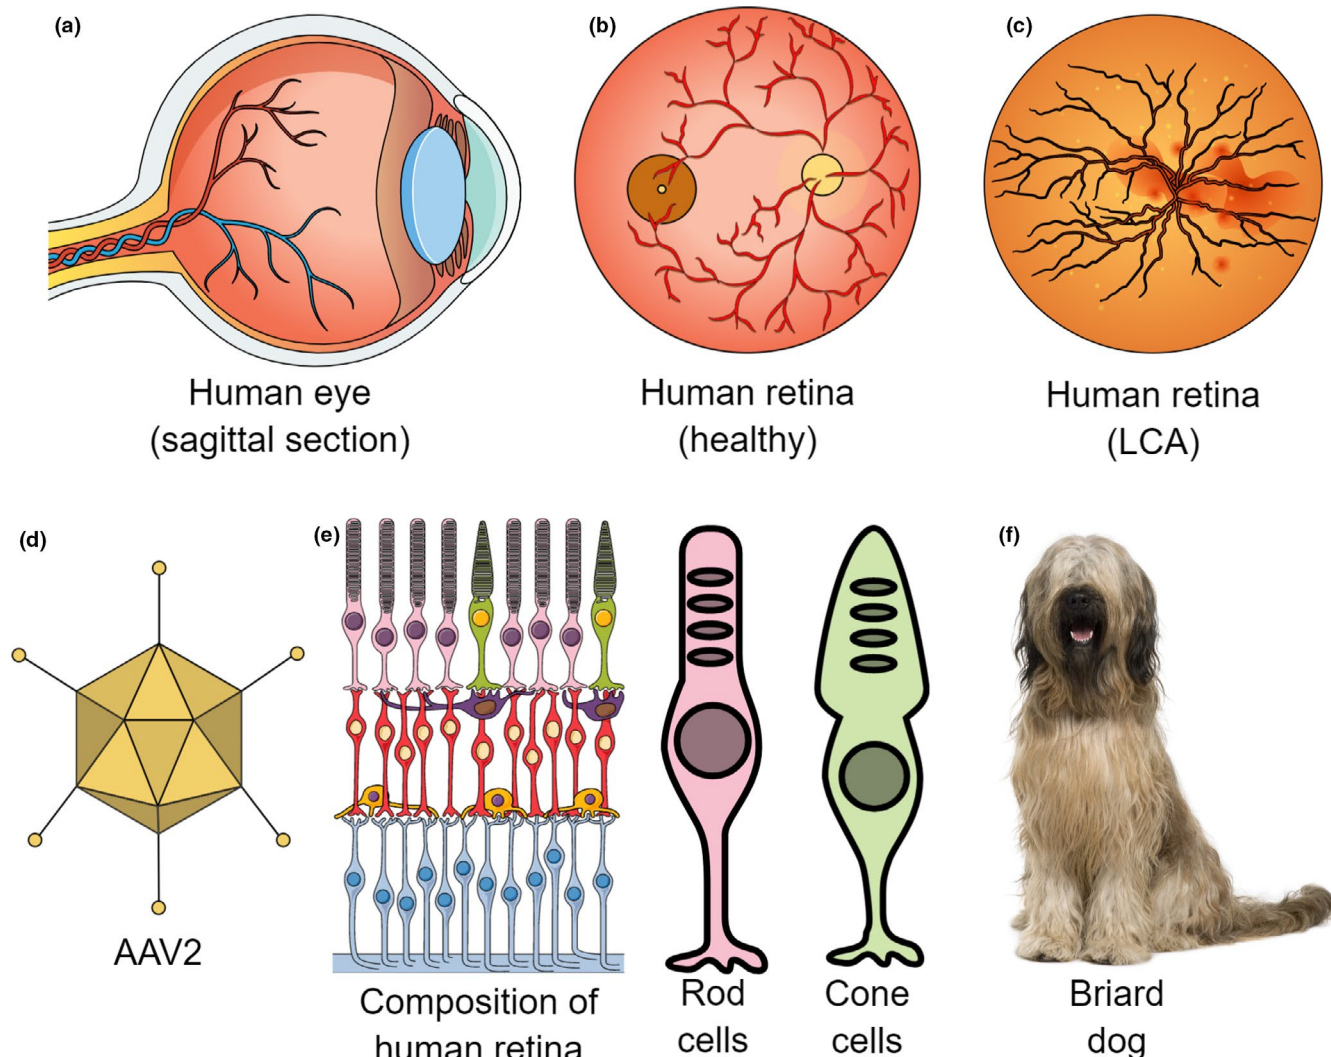 (a)
(b)
(c)
Human eye
(sagittal section)
Human retina
(healthy)
Human retina
(LCA)
(d)
AAV2
(e)
Composition of
human retina
Rod
cells
Cone
cells
(f)
Briard
dog